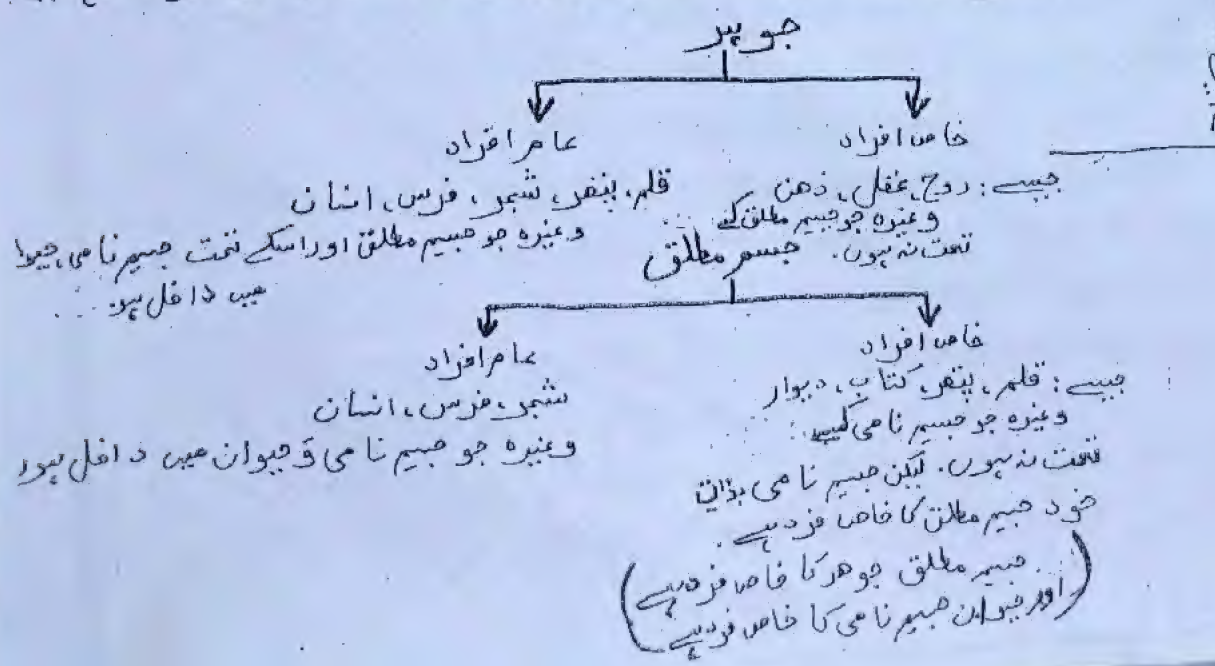 جوہر
خاص افراد
جیسے: روح، عقل، ذھن
وغیرہ جو جسم مطلق کے
تحت نہ ہوں۔
عام افراد
قلم، پتھر، شجر، فرس، انسان
وغیرہ جو جسم مطلق اور اسکے تحت جسم نامی، حیوا
میں داخل ہو۔
جسم مطلق
خاص افراد
جیسے: قلم، پتھر، کتاب، دیوار
وغیرہ جو جسم نامی کے
تحت نہ ہوں۔ لیکن جسم نامی بذات
خود جسم مطلق کا خاص فرد ہے۔
(جسم مطلق جوھر کا خاص فرد ہے
اور حیوان جسم نامی کا خاص فرد ہے)
عام افراد
شجر، فرس، انسان
وغیرہ جو جسم نامی و حیوان میں داخل ہوں